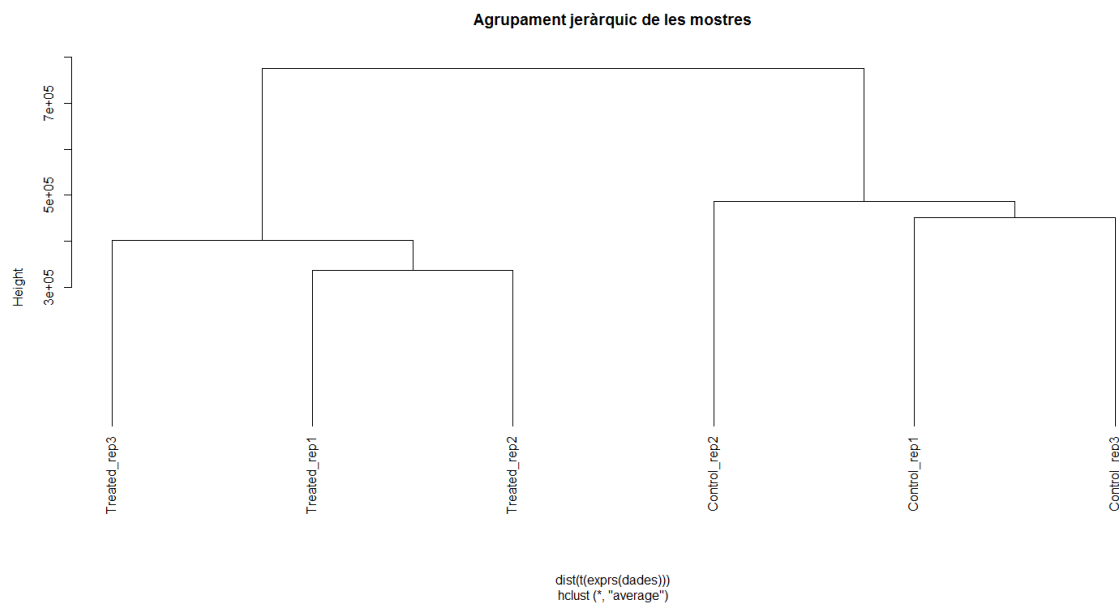 Agrupament jeràrquic de les mostres
Height
7e+05
5e+05
3e+05
Treated_rep3
Treated_rep1
Treated_rep2
Control_rep2
Control_rep1
Control_rep3
dist(t(exprs(dades)))
hclust (*, "average")